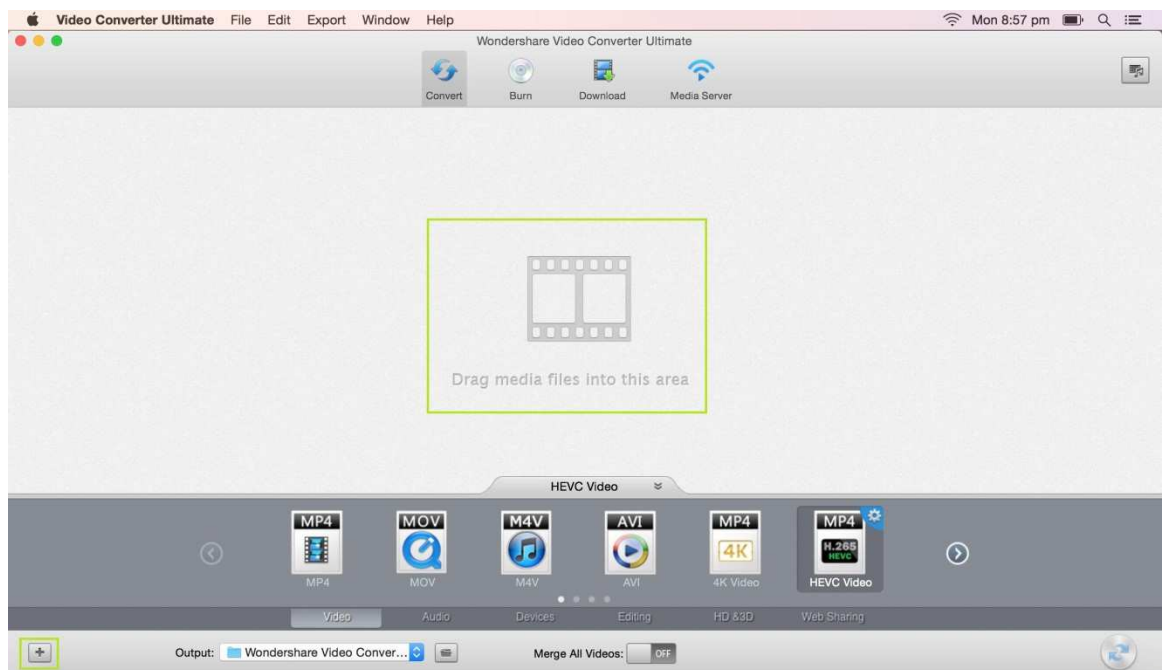 Video Converter Ultimate File Edit Export Window Help Mon 8:57 pm
Wondershare Video Converter Ultimate
Convert Burn Download Media Server
Drag media files into this area
HEVC Video
MP4 MOV M4V AVI MP4 MP4
4K H.265
HEVC
MP4 MOV M4V AVI 4K Video HEVC Video
Video Audio Devices Editing HD &3D Web Sharing
Output: Wondershare Video Conver... Merge All Videos: OFF